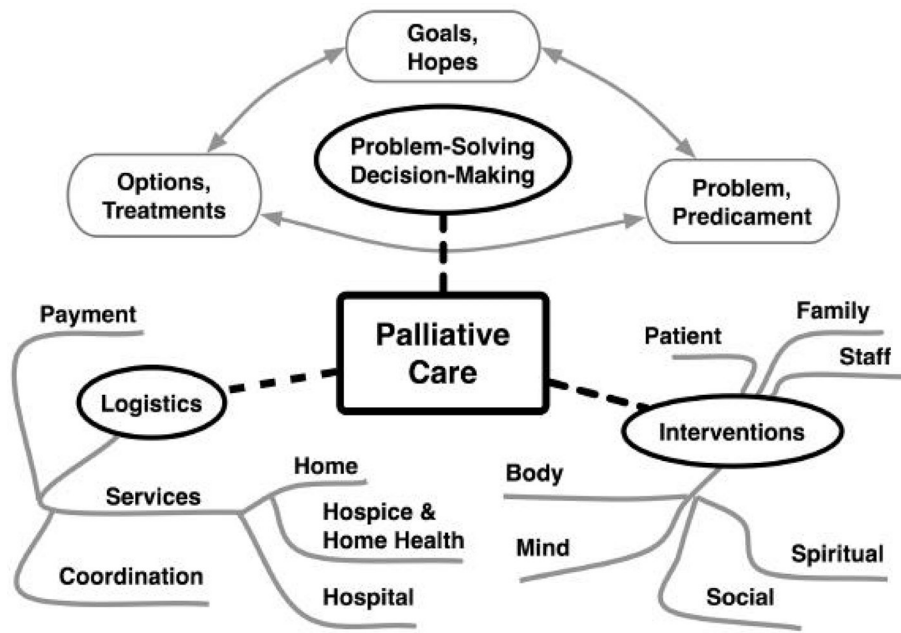 Goals,
Hopes
Problem-Solving
Decision-Making
Options,
Treatments
Problem,
Predicament
Palliative
Care
Payment
Logistics
Services
Home
Hospice &
Home Health
Coordination
Hospital
Patient
Family
Staff
Interventions
Body
Mind
Spiritual
Social